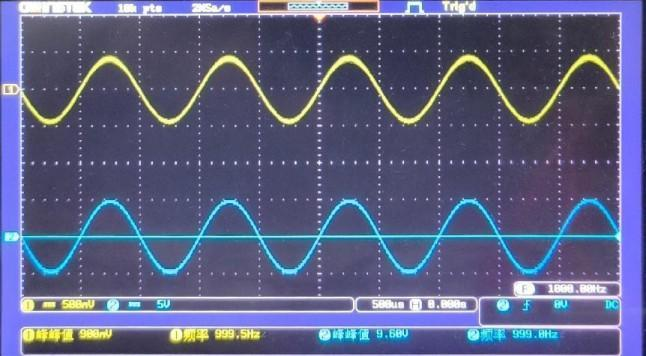 GWINSTEK 10k pts 2MSa/s Trig'd
1
2
F 1000.00Hz
1 500mV 2 5V 500us H 0.000s 2 0V DC
1峰峰值 900mV 1频率 999.5Hz 2峰峰值 9.60V 2频率 999.0Hz